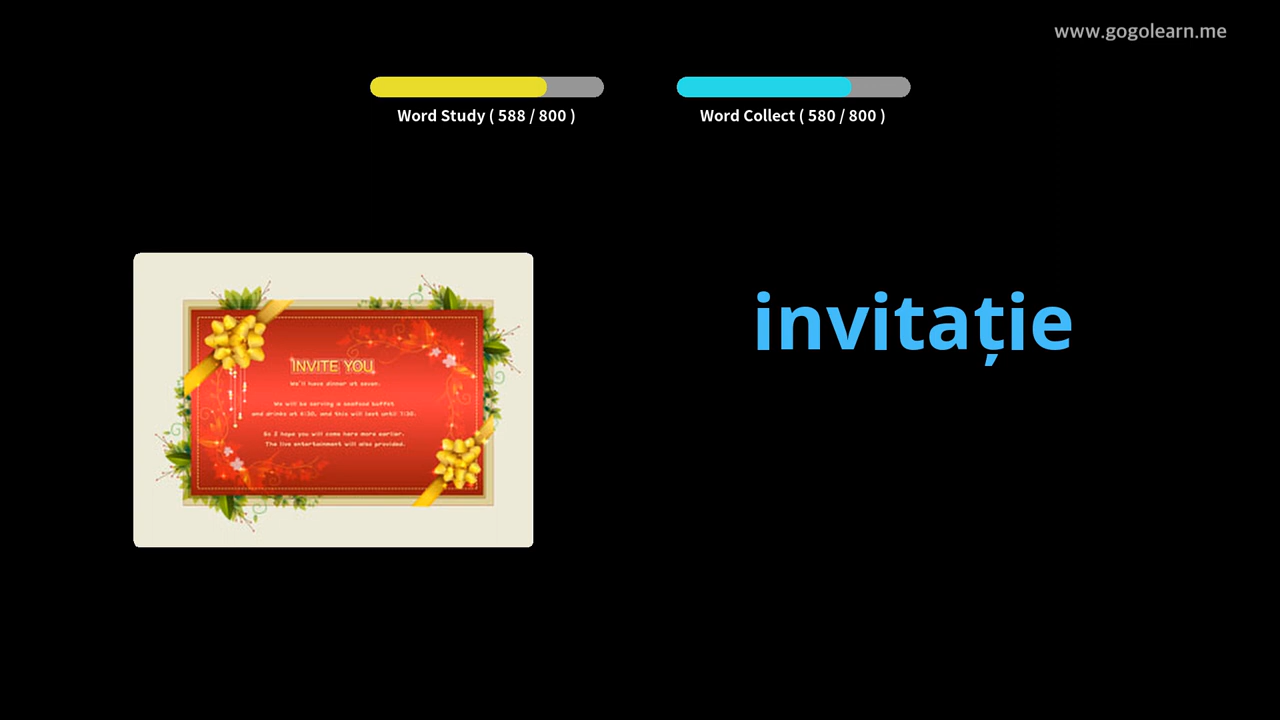 www.gogolearn.me
Word Study ( 588 / 800 )
Word Collect ( 580 / 800 )
invitație
INVITE YOU
We'll have dinner at seven.
We will be serving a seafood buffet
and drinks at 6:30, and this will last until 7:30.
So I hope you will come here more earlier.
The live entertainment will also provided.